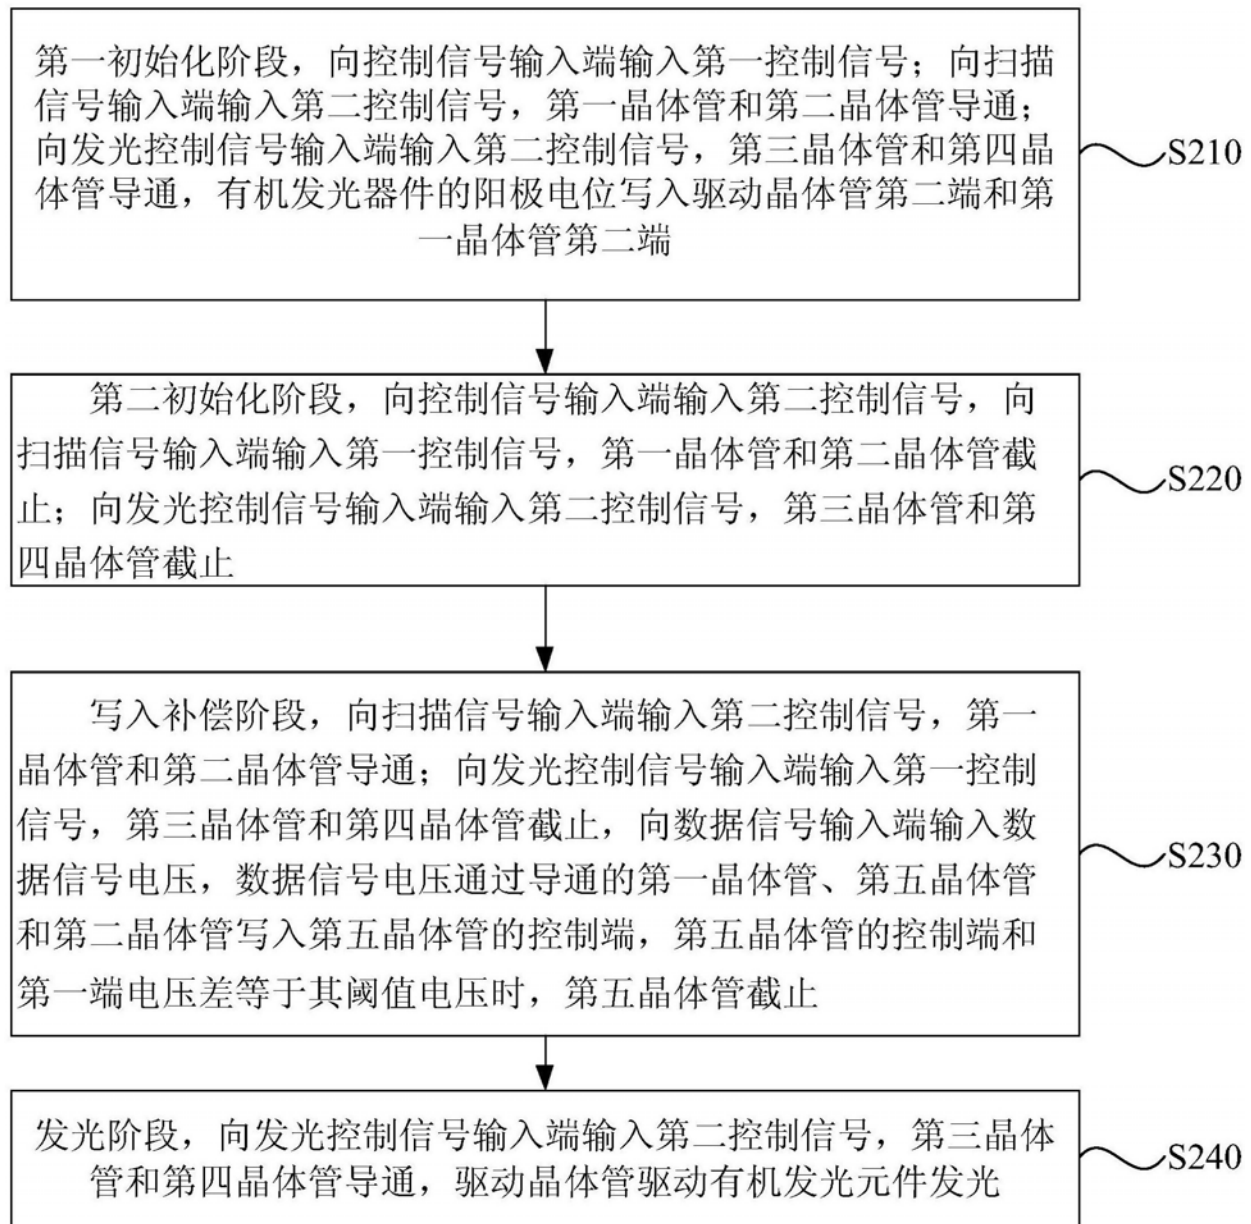 第一初始化阶段，向控制信号输入端输入第一控制信号；向扫描
信号输入端输入第二控制信号，第一晶体管和第二晶体管导通；
向发光控制信号输入端输入第二控制信号，第三晶体管和第四晶
体管导通，有机发光器件的阳极电位写入驱动晶体管第二端和第
一晶体管第二端
S210
第二初始化阶段，向控制信号输入端输入第二控制信号，向
扫描信号输入端输入第一控制信号，第一晶体管和第二晶体管截
止；向发光控制信号输入端输入第二控制信号，第三晶体管和第
四晶体管截止
S220
写入补偿阶段，向扫描信号输入端输入第二控制信号，第一
晶体管和第二晶体管导通；向发光控制信号输入端输入第一控制
信号，第三晶体管和第四晶体管截止，向数据信号输入端输入数
据信号电压，数据信号电压通过导通的第一晶体管、第五晶体管
和第二晶体管写入第五晶体管的控制端，第五晶体管的控制端和
第一端电压差等于其阈值电压时，第五晶体管截止
S230
发光阶段，向发光控制信号输入端输入第二控制信号，第三晶体
管和第四晶体管导通，驱动晶体管驱动有机发光元件发光
S240